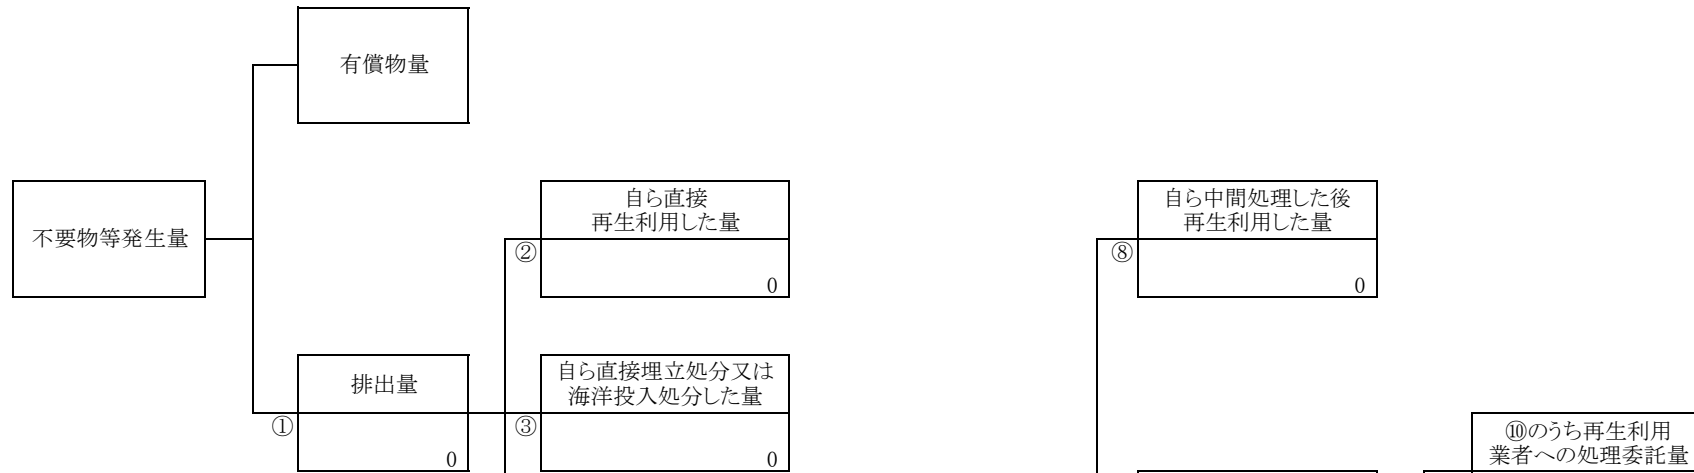 有償物量
不要物等発生量
自ら直接
再生利用した量
②
0
自ら中間処理した後
再生利用した量
⑧
0
排出量
①
0
自ら直接埋立処分又は
海洋投入処分した量
③
0
⑩のうち再生利用
業者への処理委託量